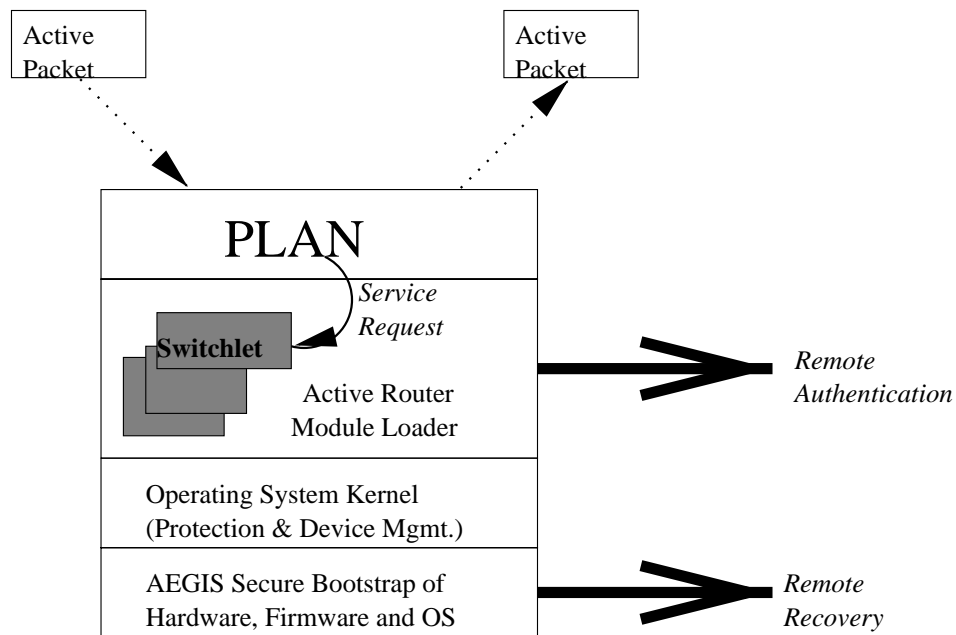 Active
Packet
Active
Packet
PLAN
Service
Request
Switchlet
Active Router
Module Loader
Remote
Authentication
Operating System Kernel
(Protection & Device Mgmt.)
AEGIS Secure Bootstrap of
Hardware, Firmware and OS
Remote
Recovery